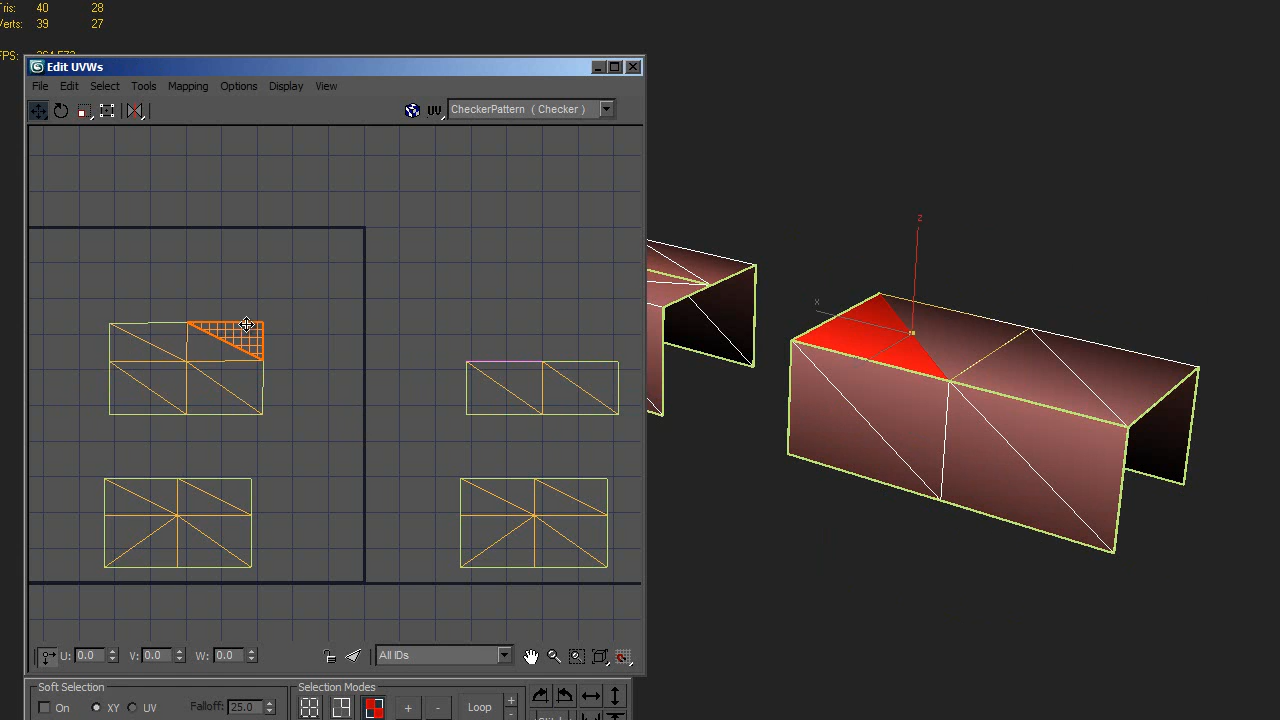 Tris: 40 28
Verts: 39 27
FPS:
Edit UVWs
File Edit Select Tools Mapping Options Display View
UV CheckerPattern ( Checker )
z
x
U: 0.0 V: 0.0 W: 0.0 All IDs
Soft Selection Selection Modes
On XY UV Falloff: 25.0 + - Loop + -